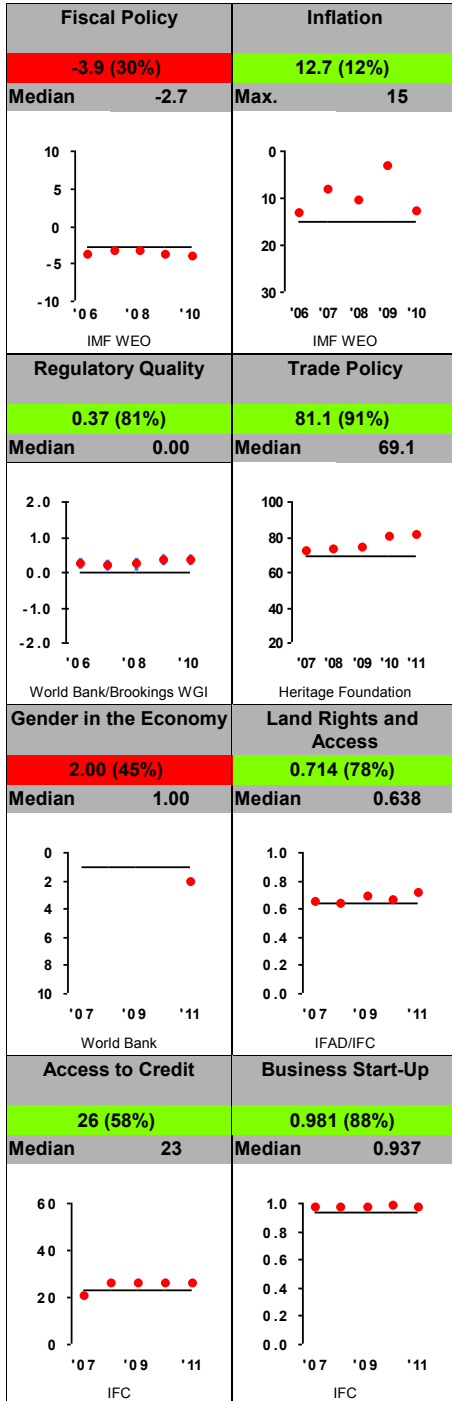 Fiscal Policy
-3.9 (30%)
Median -2.7
10
5
0
-5
-10
'06 '08 '10
IMF WEO
Inflation
12.7 (12%)
Max. 15
0
10
20
30
'06 '07 '08 '09 '10
IMF WEO
Regulatory Quality
0.37 (81%)
Median 0.00
2.0
1.0
0.0
-1.0
-2.0
'06 '08 '10
World Bank/Brookings WGI
Trade Policy
81.1 (91%)
Median 69.1
100
80
60
40
20
'07 '08 '09 '10 '11
Heritage Foundation
Gender in the Economy
2.00 (45%)
Median 1.00
0
2
4
6
8
10
'07 '09 '11
World Bank
Land Rights and
Access
0.714 (78%)
Median 0.638
1.0
0.8
0.6
0.4
0.2
0.0
'07 '09 '11
IFAD/IFC
Access to Credit
26 (58%)
Median 23
60
40
20
0
'07 '09 '11
IFC
Business Start-Up
0.981 (88%)
Median 0.937
1.0
0.8
0.6
0.4
0.2
0.0
'07 '09 '11
IFC